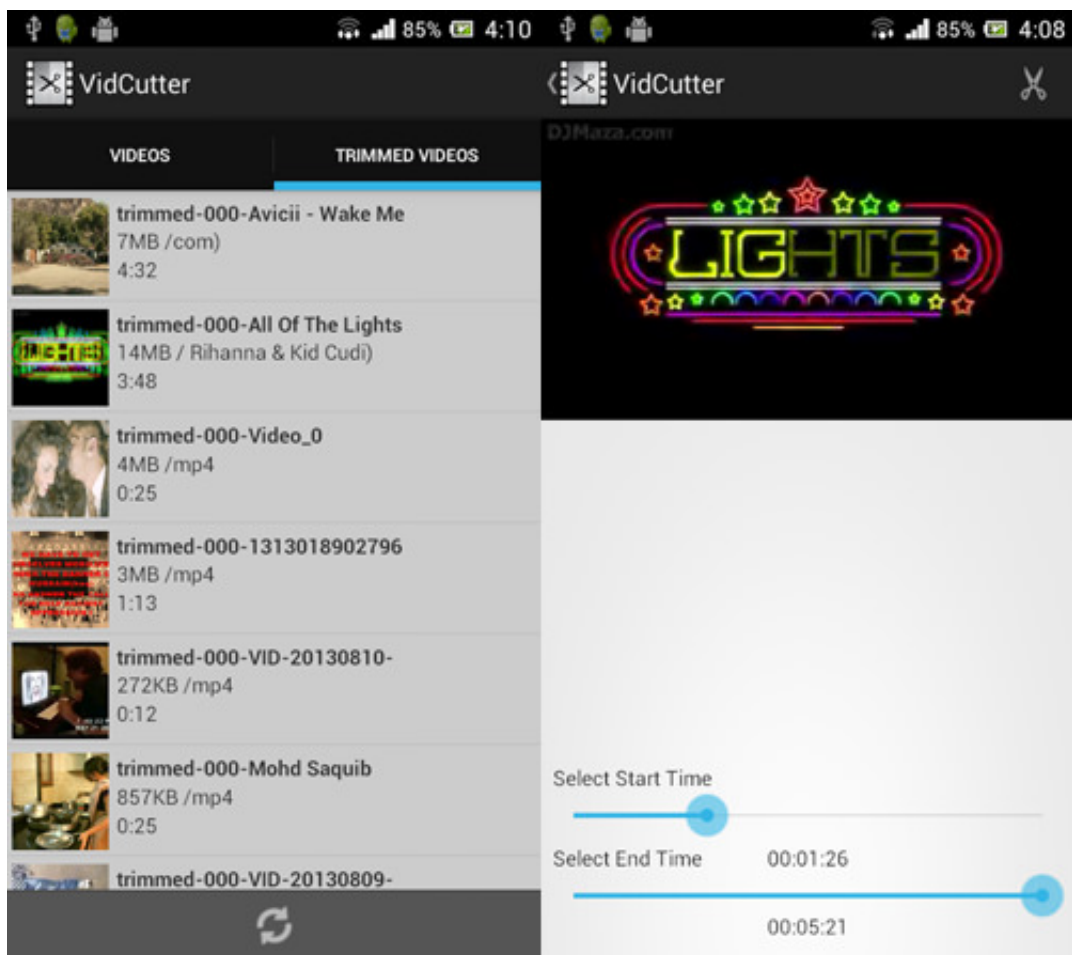 85% 4:10
VidCutter
VIDEOS TRIMMED VIDEOS
trimmed-000-Avicii - Wake Me
7MB /com)
4:32
trimmed-000-All Of The Lights
14MB / Rihanna & Kid Cudi)
3:48
trimmed-000-Video_0
4MB /mp4
0:25
trimmed-000-1313018902796
3MB /mp4
1:13
trimmed-000-VID-20130810-
272KB /mp4
0:12
trimmed-000-Mohd Saquib
857KB /mp4
0:25
trimmed-000-VID-20130809-
85% 4:08
VidCutter
DJMaza.com
LIGHTS
Select Start Time
Select End Time 00:01:26
00:05:21